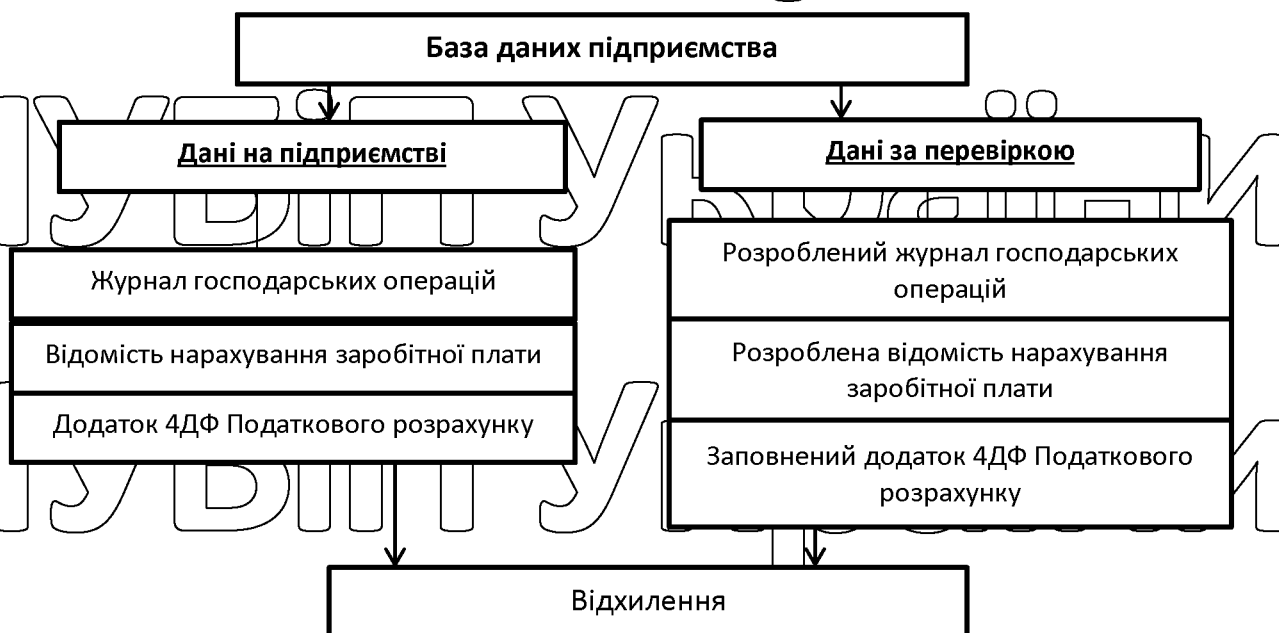 База даних підприємства
Дані на підприємстві
Дані за перевіркою
Журнал господарських операцій
Відомість нарахування заробітної плати
Додаток 4ДФ Податкового розрахунку
Розроблений журнал господарських
операцій
Розроблена відомість нарахування
заробітної плати
Заповнений додаток 4ДФ Податкового
розрахунку
Відхилення